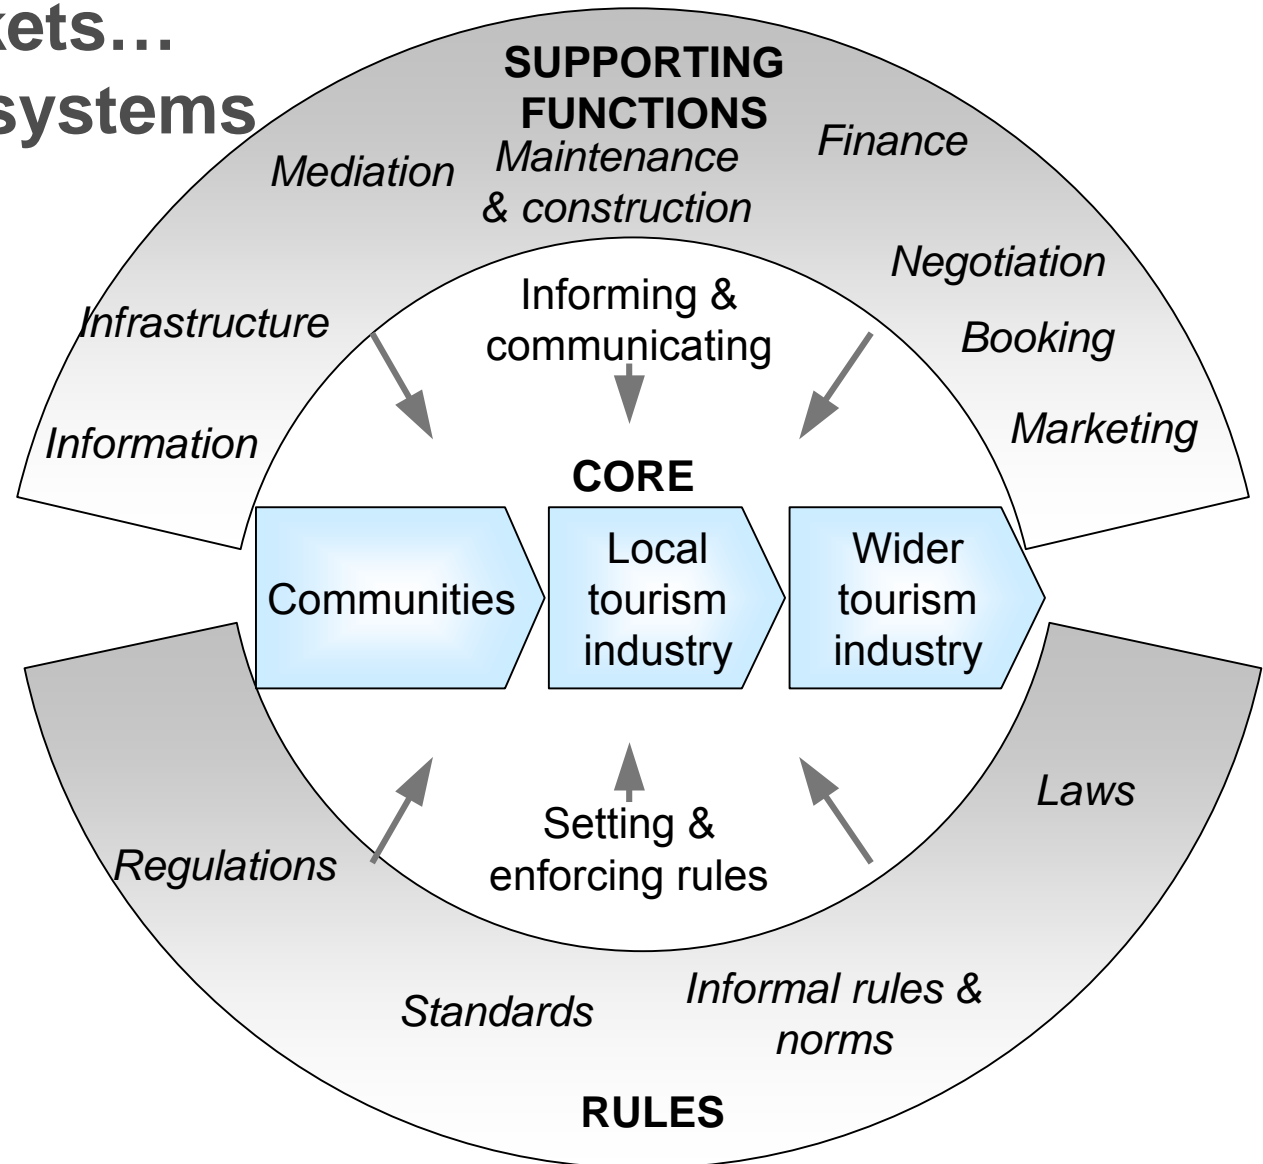 kets…
systems
SUPPORTING
FUNCTIONS
Mediation
Maintenance
& construction
Finance
Negotiation
Infrastructure
Booking
Information
Marketing
Informing &
communicating
CORE
Communities
Local
tourism
industry
Wider
tourism
industry
Setting &
enforcing rules
Regulations
Laws
Standards
Informal rules &
norms
RULES